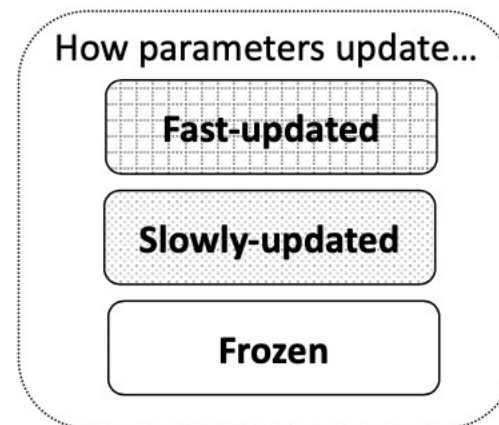 How parameters update...
Fast-updated
Slowly-updated
Frozen